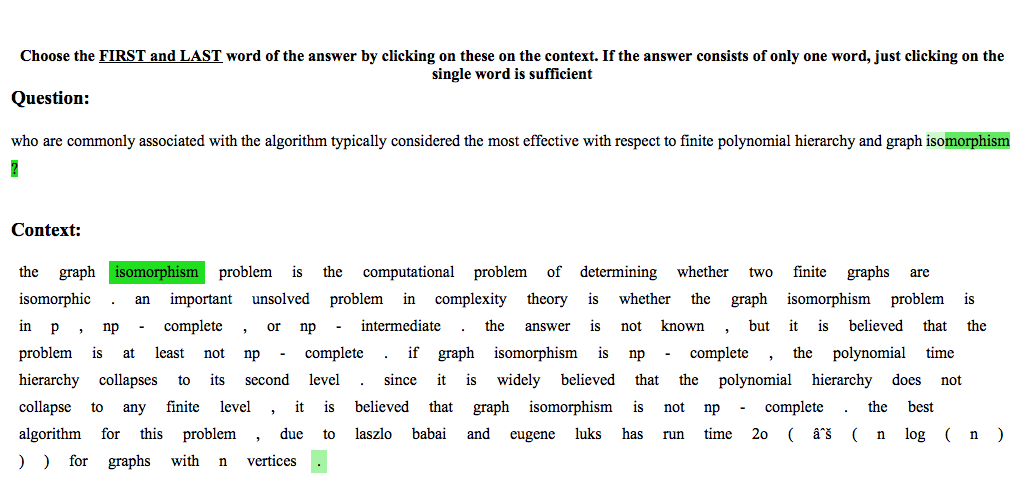 Choose the FIRST and LAST word of the answer by clicking on these on the context. If the answer consists of only one word, just clicking on the
single word is sufficient
Question:
who are commonly associated with the algorithm typically considered the most effective with respect to finite polynomial hierarchy and graph isomorphism
?
Context:
the graph isomorphism problem is the computational problem of determining whether two finite graphs are
isomorphic . an important unsolved problem in complexity theory is whether the graph isomorphism problem is
in p , np - complete , or np - intermediate . the answer is not known , but it is believed that the
problem is at least not np - complete . if graph isomorphism is np - complete , the polynomial time
hierarchy collapses to its second level . since it is widely believed that the polynomial hierarchy does not
collapse to any finite level , it is believed that graph isomorphism is not np - complete . the best
algorithm for this problem , due to laszlo babai and eugene luks has run time 2o ( âˆš ( n log ( n )
) ) for graphs with n vertices .